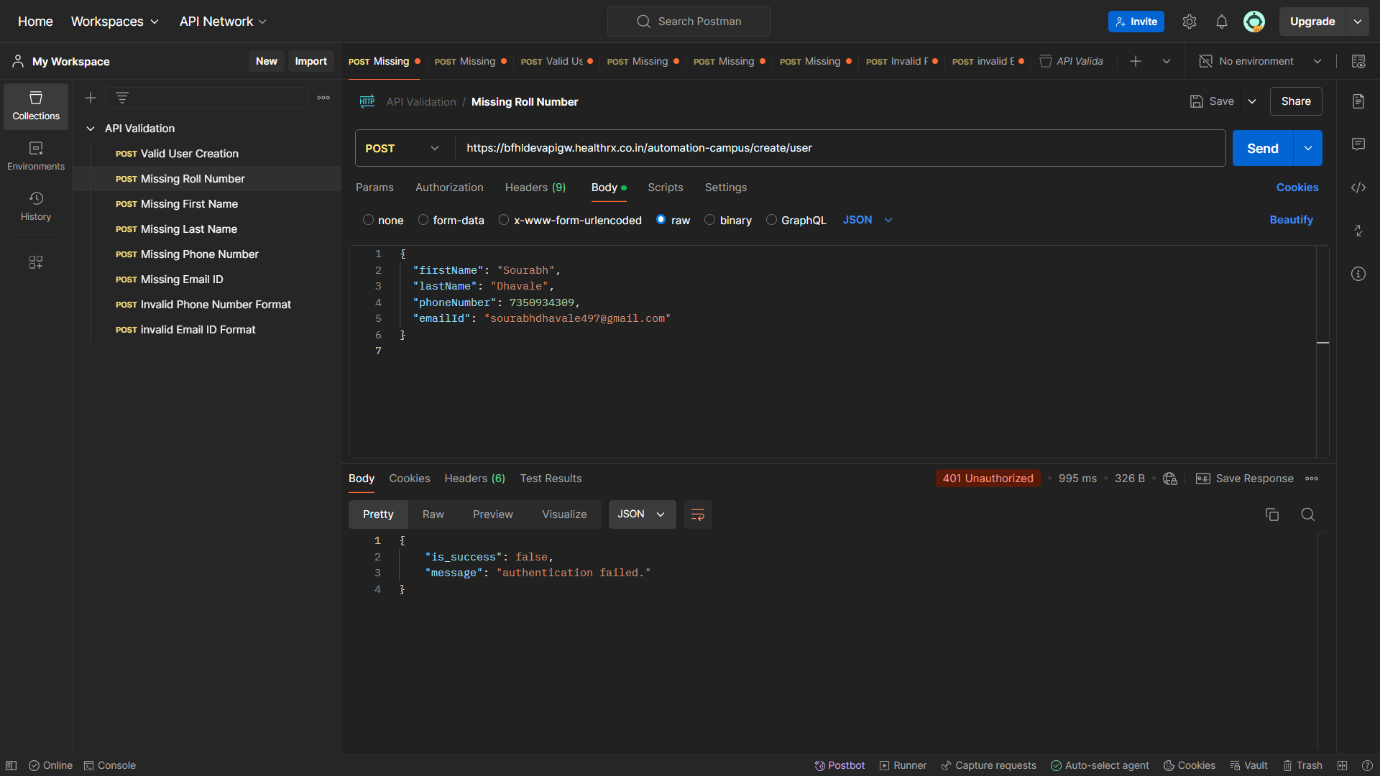 Home Workspaces API Network Search Postman Invite Upgrade
My Workspace New Import POST Missing POST Missing POST Valid Us POST Missing POST Missing POST Missing POST Invalid F POST invalid E API Valida No environment
Collections
Environments
History
API Validation
POST Valid User Creation
POST Missing Roll Number
POST Missing First Name
POST Missing Last Name
POST Missing Phone Number
POST Missing Email ID
POST Invalid Phone Number Format
POST invalid Email ID Format
HTTP API Validation / Missing Roll Number Save Share
POST https://bfhldevapigw.healthrx.co.in/automation-campus/create/user Send
Params Authorization Headers (9) Body Scripts Settings Cookies
none form-data x-www-form-urlencoded raw binary GraphQL JSON Beautify
1 {
2 "firstName": "Sourabh",
3 "lastName": "Dhavale",
4 "phoneNumber": 7350934309,
5 "emailId": "sourabhdhavale497@gmail.com"
6 }
7
Body Cookies Headers (6) Test Results 401 Unauthorized 995 ms 326 B Save Response
Pretty Raw Preview Visualize JSON
1 {
2 "is_success": false,
3 "message": "authentication failed."
4 }
Online Console Postbot Runner Capture requests Auto-select agent Cookies Vault Trash